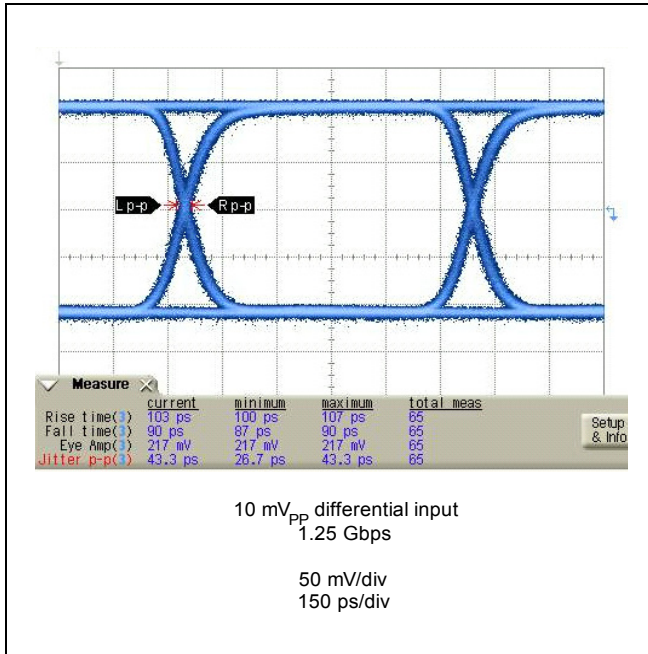 L p-p R p-p
Measure
current minimum maximum total meas
Rise time(3) 103 ps 100 ps 107 ps 65
Fall time(3) 90 ps 87 ps 90 ps 65
Eye Amp(3) 217 mV 217 mV 217 mV 65
Jitter p-p(3) 43.3 ps 26.7 ps 43.3 ps 65
Setup
& Info
10 mVPP differential input
1.25 Gbps
50 mV/div
150 ps/div